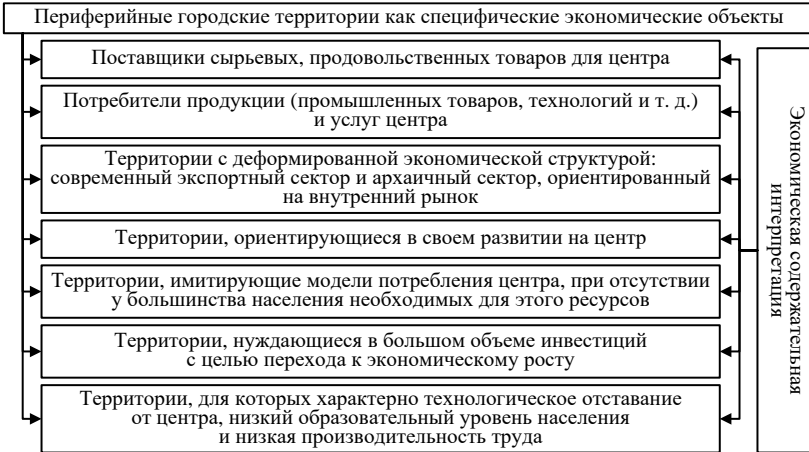 Периферийные городские территории как специфические экономические объекты
Поставщики сырьевых, продовольственных товаров для центра
Потребители продукции (промышленных товаров, технологий и т. д.)
и услуг центра
Территории с деформированной экономической структурой:
современный экспортный сектор и архаичный сектор, ориентированный
на внутренний рынок
Территории, ориентирующиеся в своем развитии на центр
Территории, имитирующие модели потребления центра, при отсутствии
у большинства населения необходимых для этого ресурсов
Территории, нуждающиеся в большом объеме инвестиций
с целью перехода к экономическому росту
Территории, для которых характерно технологическое отставание
от центра, низкий образовательный уровень населения
и низкая производительность труда
Экономическая содержательная
интерпретация